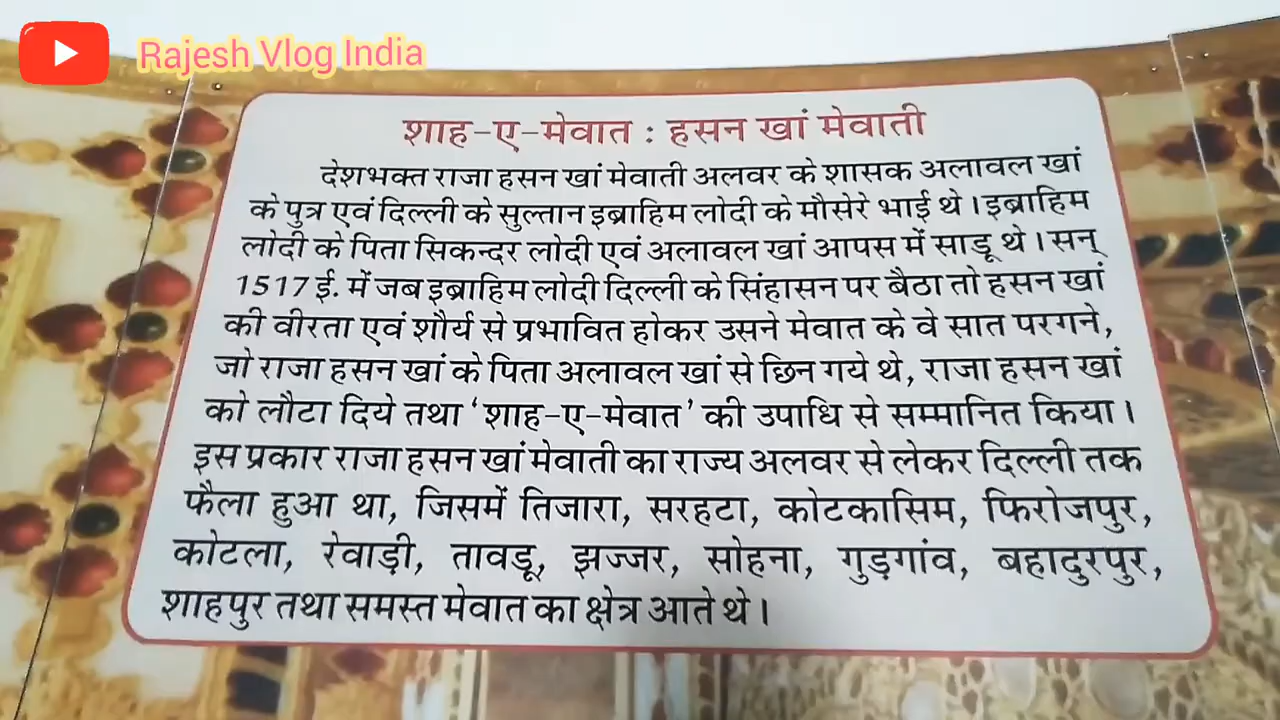 Rajesh Vlog India
शाह-ए-मेवात : हसन खां मेवाती
देशभक्त राजा हसन खां मेवाती अलवर के शासक अलावल खां
के पुत्र एवं दिल्ली के सुल्तान इब्राहिम लोदी के मौसेरे भाई थे । इब्राहिम
लोदी के पिता सिकन्दर लोदी एवं अलावल खां आपस में साडू थे । सन्
1517 ई. में जब इब्राहिम लोदी दिल्ली के सिंहासन पर बैठा तो हसन खां
की वीरता एवं शौर्य से प्रभावित होकर उसने मेवात के वे सात परगने,
जो राजा हसन खां के पिता अलावल खां से छिन गये थे, राजा हसन खां
को लौटा दिये तथा ‘शाह-ए-मेवात’ की उपाधि से सम्मानित किया ।
इस प्रकार राजा हसन खां मेवाती का राज्य अलवर से लेकर दिल्ली तक
फैला हुआ था, जिसमें तिजारा, सरहटा, कोटकासिम, फिरोजपुर,
कोटला, रेवाड़ी, तावडू, झज्जर, सोहना, गुड़गांव, बहादुरपुर,
शाहपुर तथा समस्त मेवात का क्षेत्र आते थे ।